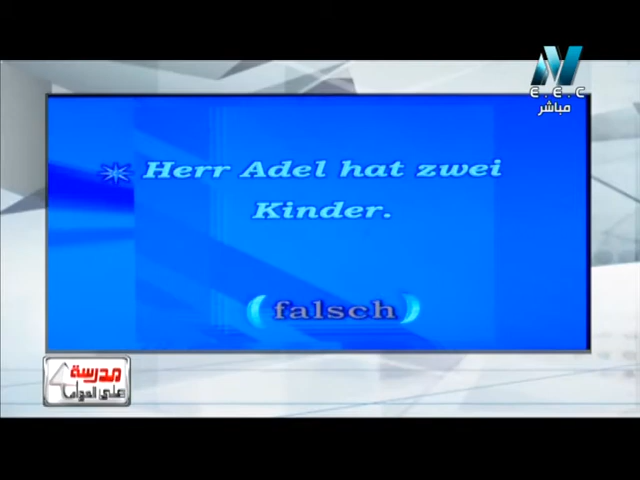 E.E.C
مباشر
Herr Adel hat zwei
Kinder.
(falsch)
مدرسة
على الهواء